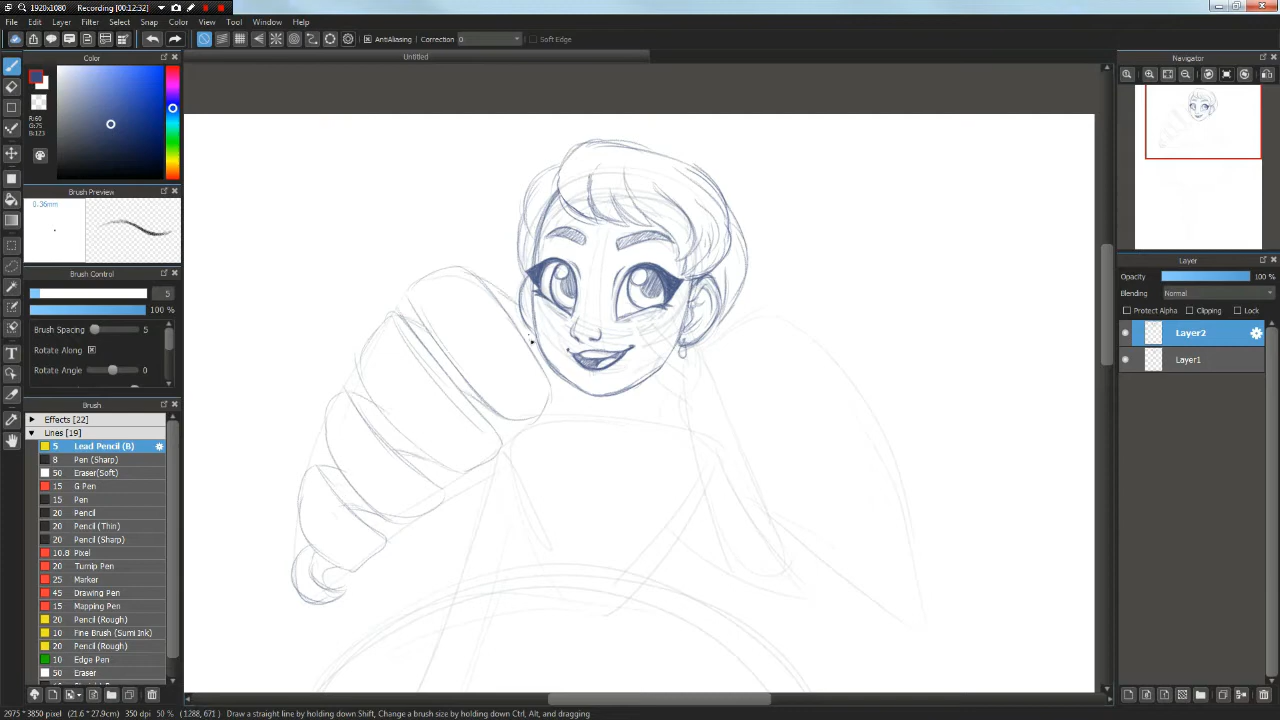 1920x1080 Recording [00:12:32]
File Edit Layer Filter Select Snap Color View Tool Window Help
AntiAliasing Correction 0 Soft Edge
Color Untitled Navigator
R:60
G:75
B:123
Brush Preview
0.36mm
Brush Control
5
100 %
Brush Spacing 5
Rotate Along
Rotate Angle 0
Brush
Effects [22]
Lines [19]
5 Lead Pencil (B)
8 Pen (Sharp)
50 Eraser(Soft)
15 G Pen
15 Pen
20 Pencil
20 Pencil (Thin)
20 Pencil (Sharp)
10.8 Pixel
20 Turnip Pen
25 Marker
45 Drawing Pen
15 Mapping Pen
20 Pencil (Rough)
10 Fine Brush (Sumi Ink)
20 Pencil (Rough)
10 Edge Pen
50 Eraser
Layer
Opacity 100 %
Blending Normal
Protect Alpha Clipping Lock
Layer2
Layer1
2975 * 3850 pixel (21.6 * 27.9cm) 350 dpi 50 % (1288, 671) Draw a straight line by holding down Shift, Change a brush size by holding down Ctrl, Alt, and dragging